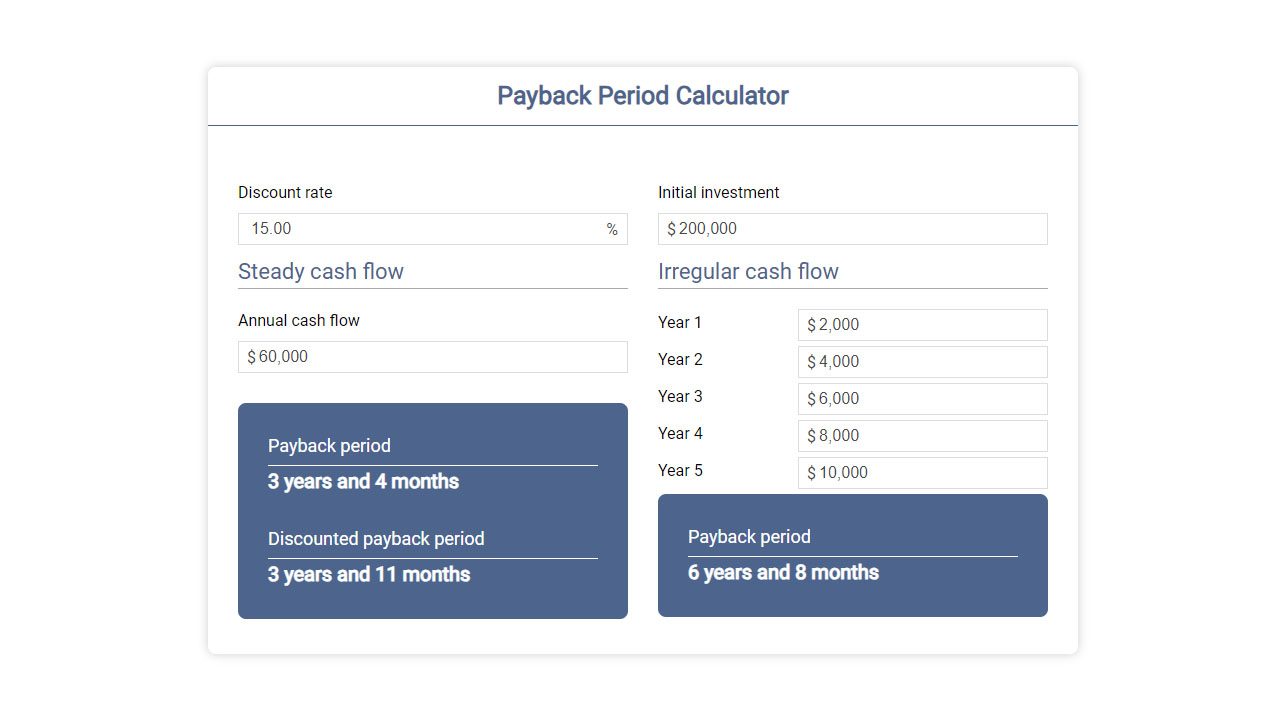 Payback Period Calculator
Discount rate
15.00 %
Steady cash flow
Annual cash flow
$ 60,000
Payback period
3 years and 4 months
Discounted payback period
3 years and 11 months
Initial investment
$ 200,000
Irregular cash flow
Year 1 $ 2,000
Year 2 $ 4,000
Year 3 $ 6,000
Year 4 $ 8,000
Year 5 $ 10,000
Payback period
6 years and 8 months